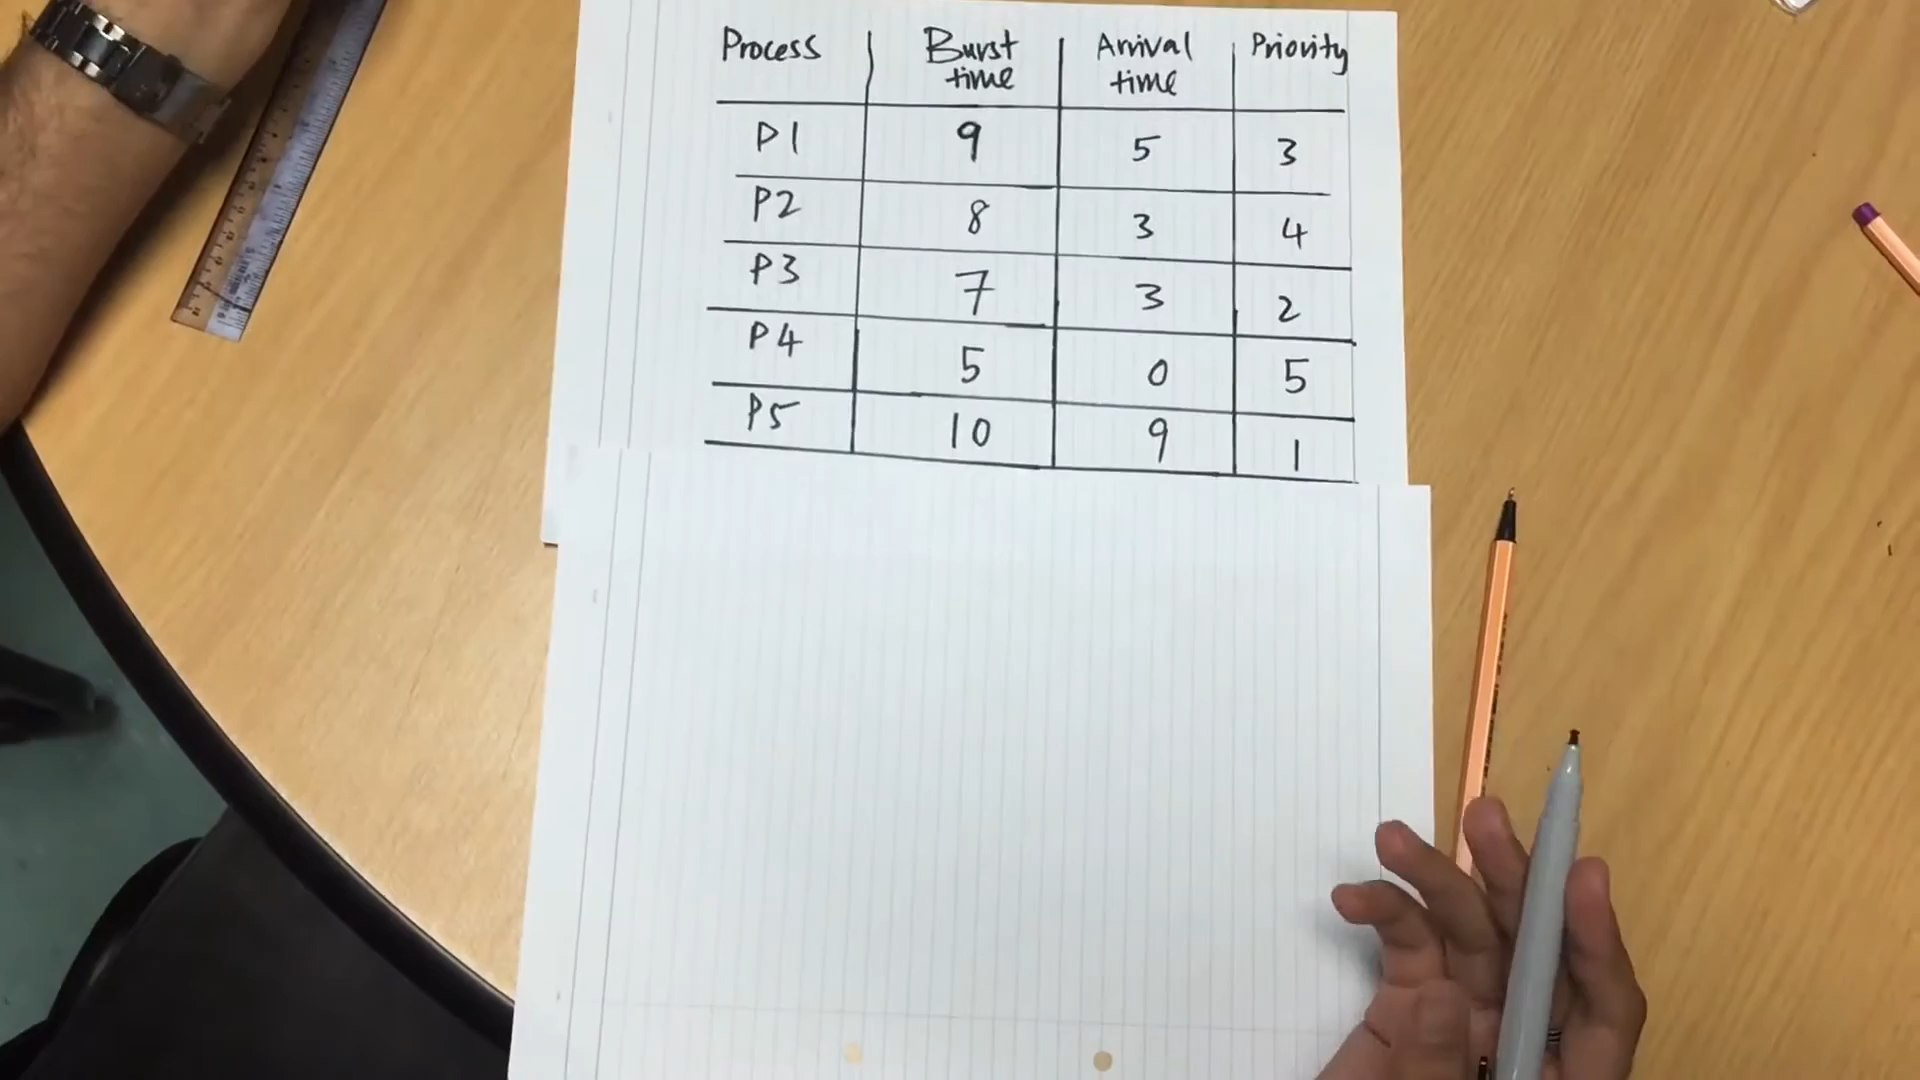 Process Burst time Arrival time Priority
P1 9 5 3
P2 8 3 4
P3 7 3 2
P4 5 0 5
P5 10 9 1